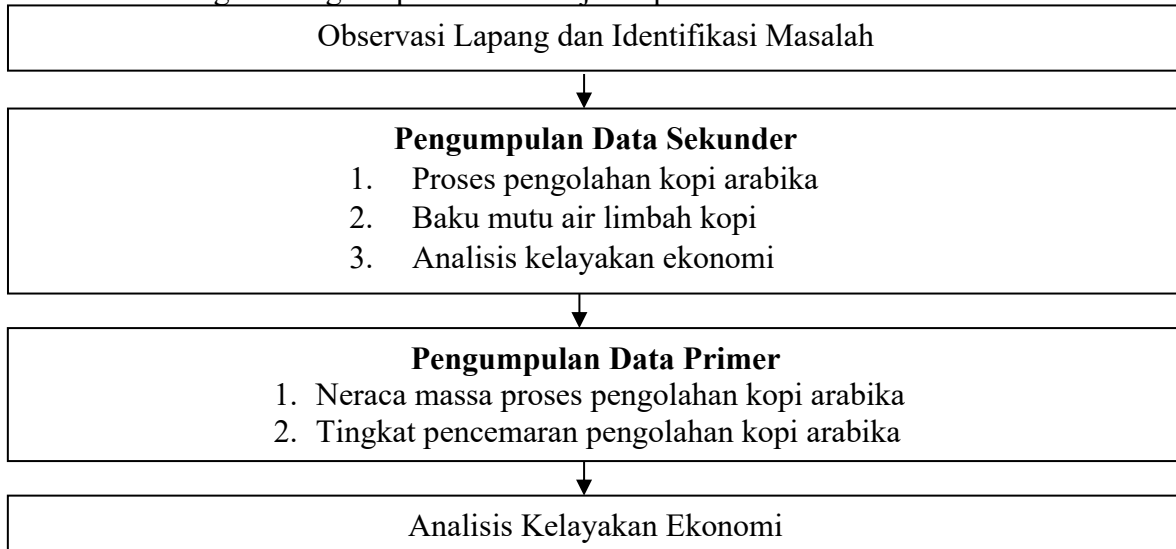 Observasi Lapang dan Identifikasi Masalah
Pengumpulan Data Sekunder
1. Proses pengolahan kopi arabika
2. Baku mutu air limbah kopi
3. Analisis kelayakan ekonomi
Pengumpulan Data Primer
1. Neraca massa proses pengolahan kopi arabika
2. Tingkat pencemaran pengolahan kopi arabika
Analisis Kelayakan Ekonomi